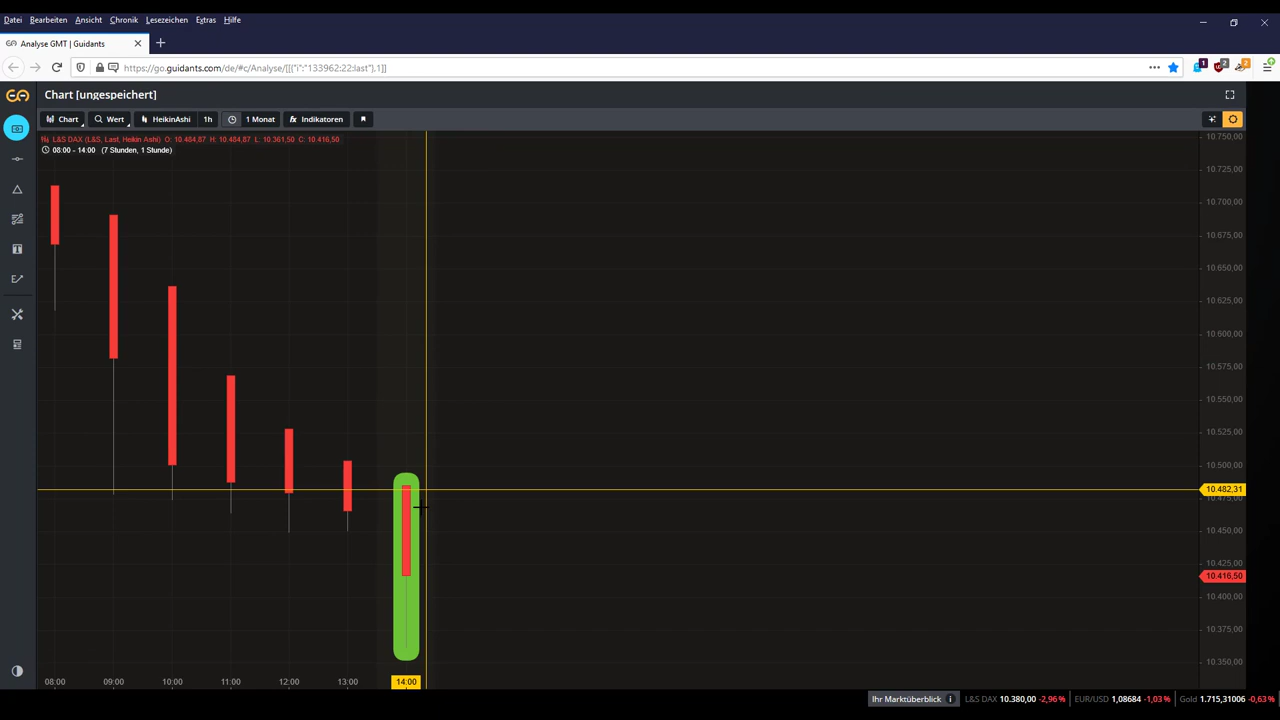 Datei Bearbeiten Ansicht Chronik Lesezeichen Extras Hilfe
Analyse GMT | Guidants
https://go.guidants.com/de/#c/Analyse/[[{"i":"133962:22:last"},1]]
1 2 2
Chart [ungespeichert]
Chart Wert HeikinAshi 1h 1 Monat fx Indikatoren
L&S DAX (L&S, Last, Heikin Ashi) O: 10.484,87 H: 10.484,87 L: 10.361,50 C: 10.416,50
08:00 - 14:00 (7 Stunden, 1 Stunde)
10.750,00
10.725,00
10.700,00
10.675,00
10.650,00
10.625,00
10.600,00
10.575,00
10.550,00
10.525,00
10.500,00
10.482,31
10.475,00
10.450,00
10.425,00
10.416,50
10.400,00
10.375,00
10.350,00
08:00 09:00 10:00 11:00 12:00 13:00 14:00
Ihr Marktüberblick i L&S DAX 10.380,00 -2,96% EUR/USD 1,08684 -1,03% Gold 1.715,31006 -0,63%